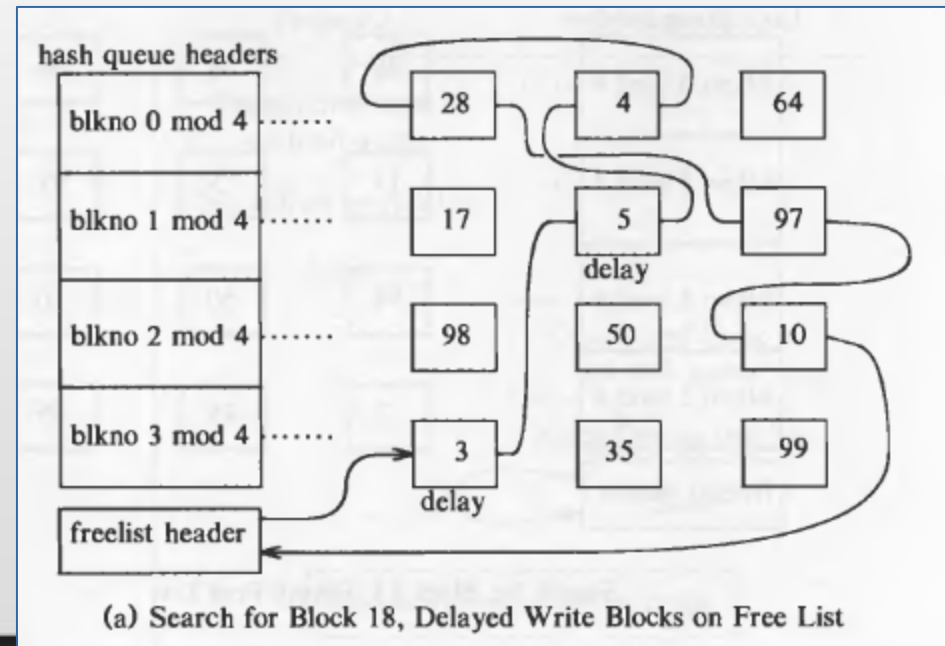 hash queue headers
blkno 0 mod 4 ...... 28 4 64
blkno 1 mod 4 ...... 17 5 97
delay
blkno 2 mod 4 98 50 10
blkno 3 mod 4 ...... 3 35 99
delay
freelist header
(a) Search for Block 18, Delayed Write Blocks on Free List